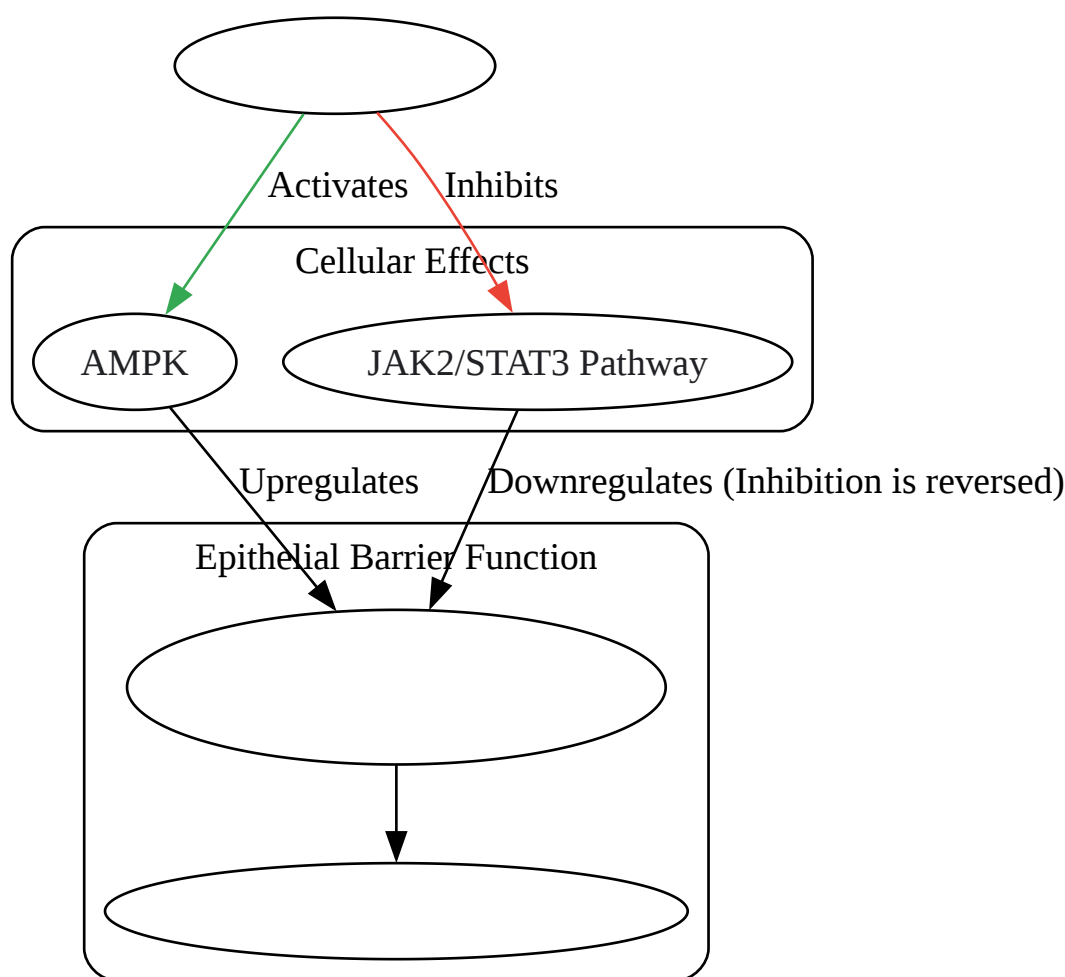 Activates
Inhibits
Cellular Effects
AMPK
JAK2/STAT3 Pathway
Upregulates
Downregulates (Inhibition is reversed)
Epithelial Barrier Function